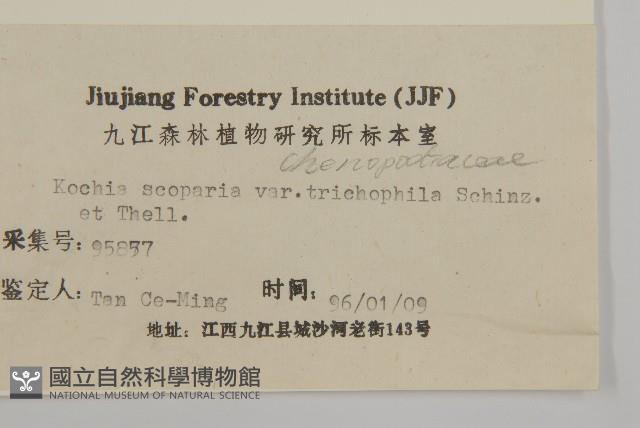 Jiujiang Forestry Institute (JJF)
九江森林植物研究所标本室
chenopodiaceae
Kochia scoparia var.trichophila Schinz.
et Thell.
采集号: 95857
鉴定人: Tan Ce-Ming 时间: 96/01/09
地址: 江西九江县城沙河老街143号
國立自然科學博物館
NATIONAL MUSEUM OF NATURAL SCIENCE